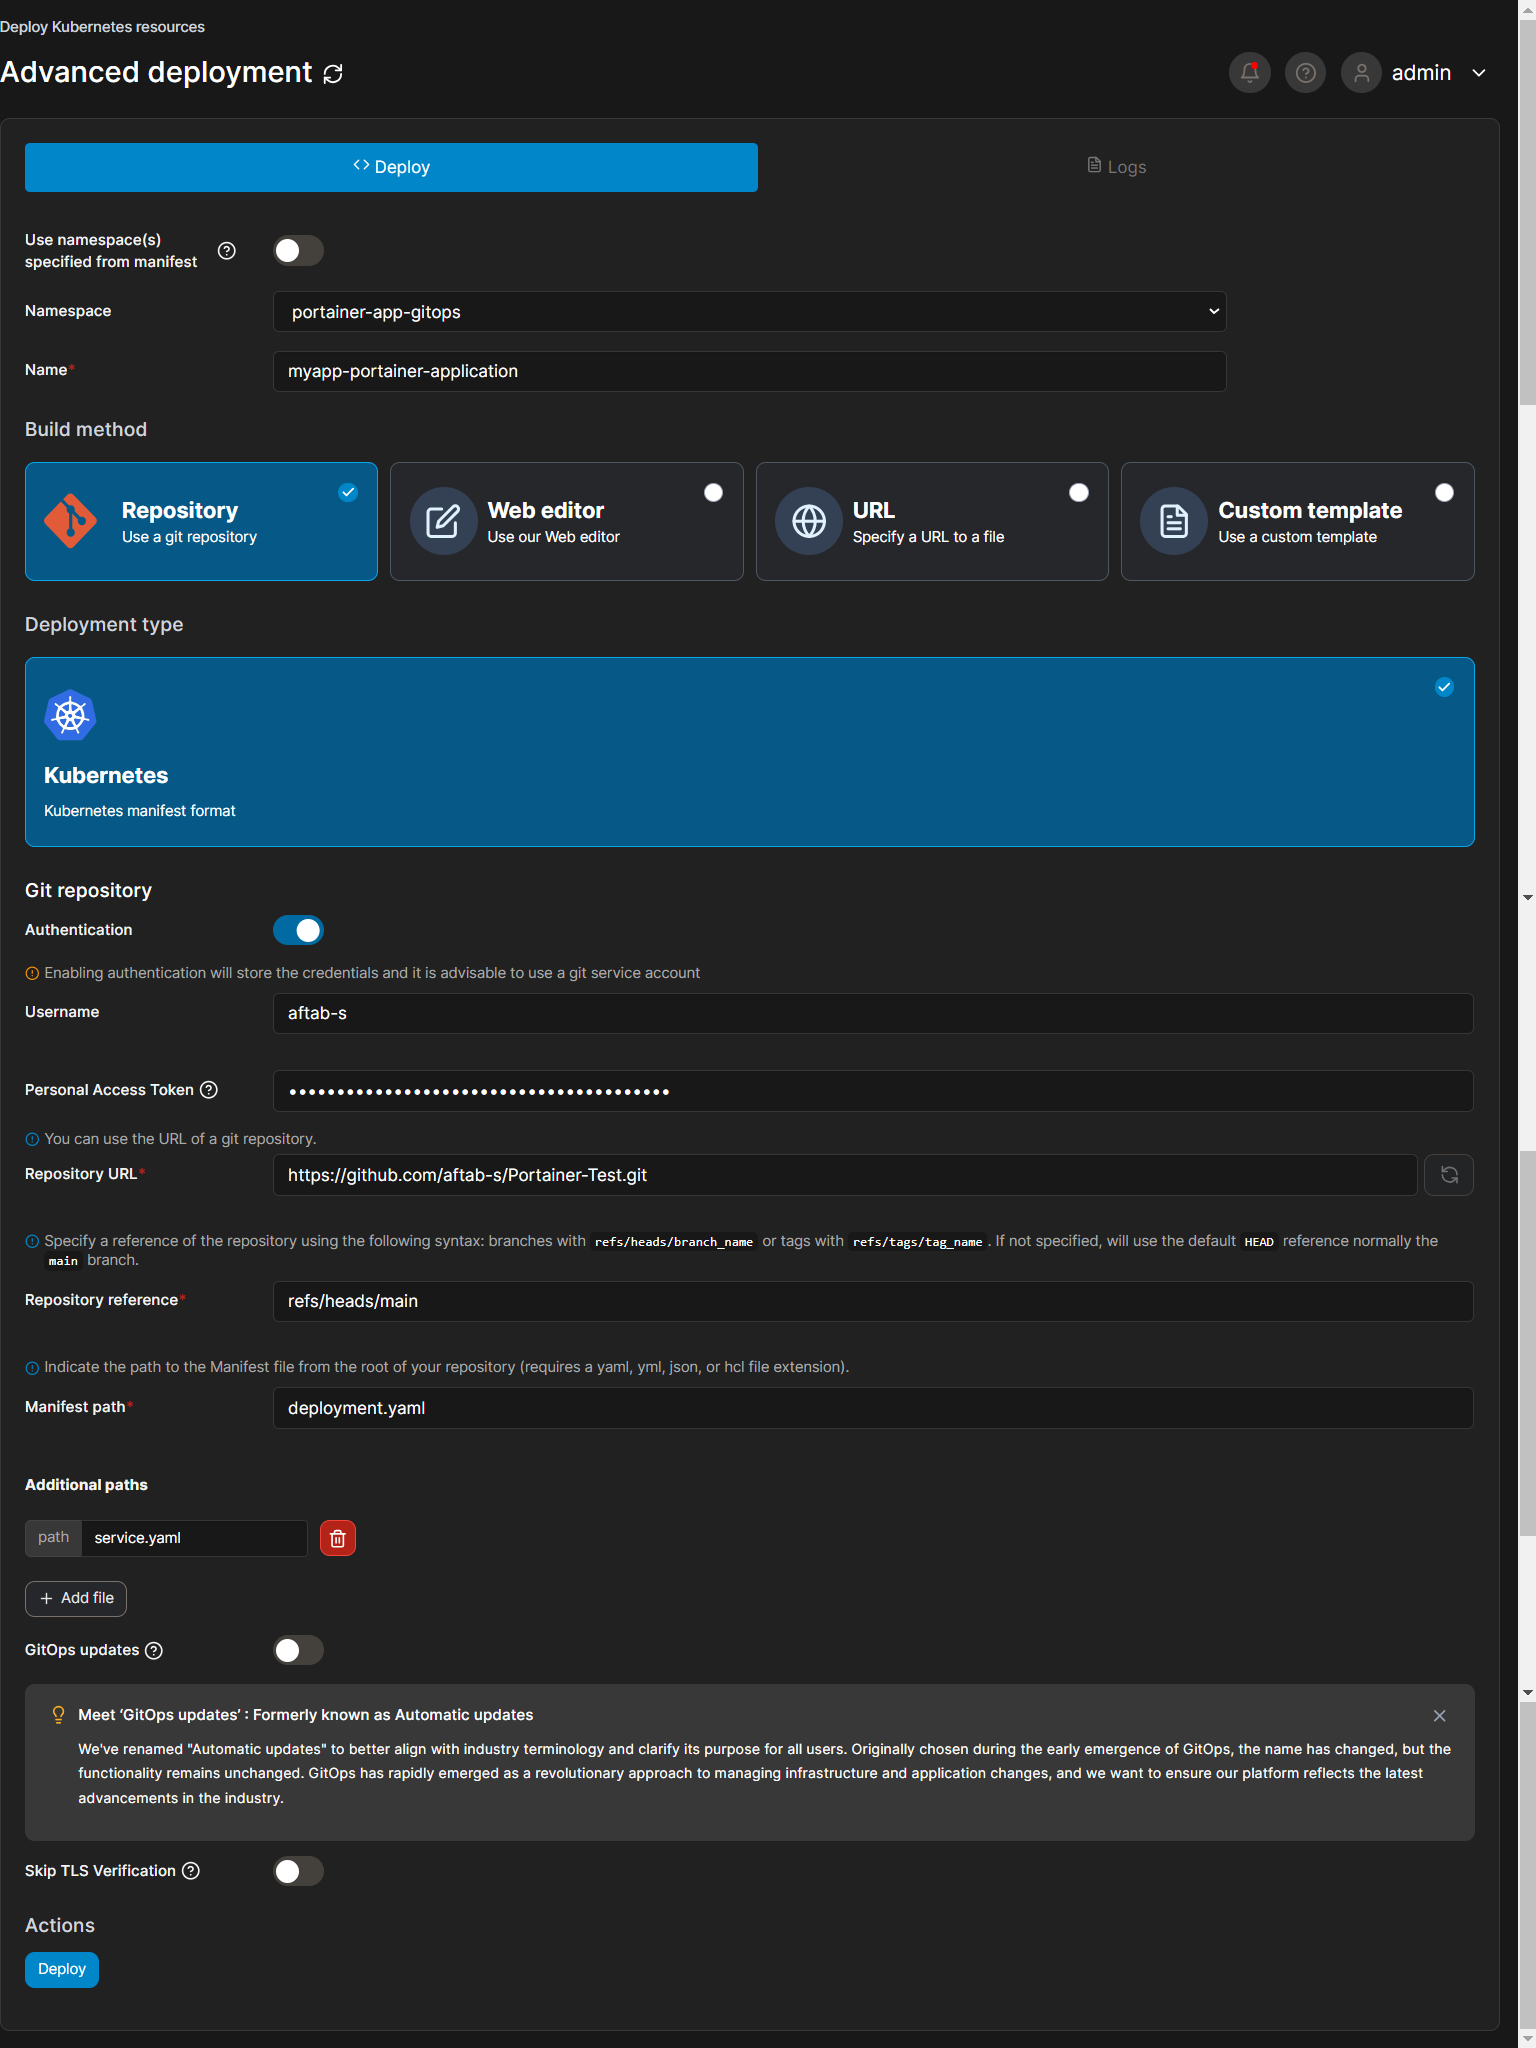 Deploy Kubernetes resources
Advanced deployment
admin
Deploy
Logs
Use namespace(s)
specified from manifest
Namespace
portainer-app-gitops
Name*
myapp-portainer-application
Build method
Repository
Use a git repository
Web editor
Use our Web editor
URL
Specify a URL to a file
Custom template
Use a custom template
Deployment type
Kubernetes
Kubernetes manifest format
Git repository
Authentication
Enabling authentication will store the credentials and it is advisable to use a git service account
Username
aftab-s
Personal Access Token
••••••••••••••••••••••••••••••••••••••••
You can use the URL of a git repository.
Repository URL*
https://github.com/aftab-s/Portainer-Test.git
Specify a reference of the repository using the following syntax: branches with refs/heads/branch_name or tags with refs/tags/tag_name. If not specified, will use the default HEAD reference normally the
main branch.
Repository reference*
refs/heads/main
Indicate the path to the Manifest file from the root of your repository (requires a yaml, yml, json, or hcl file extension).
Manifest path*
deployment.yaml
Additional paths
path
service.yaml
+ Add file
GitOps updates
Meet ‘GitOps updates’ : Formerly known as Automatic updates
We've renamed "Automatic updates" to better align with industry terminology and clarify its purpose for all users. Originally chosen during the early emergence of GitOps, the name has changed, but the
functionality remains unchanged. GitOps has rapidly emerged as a revolutionary approach to managing infrastructure and application changes, and we want to ensure our platform reflects the latest
advancements in the industry.
Skip TLS Verification
Actions
Deploy